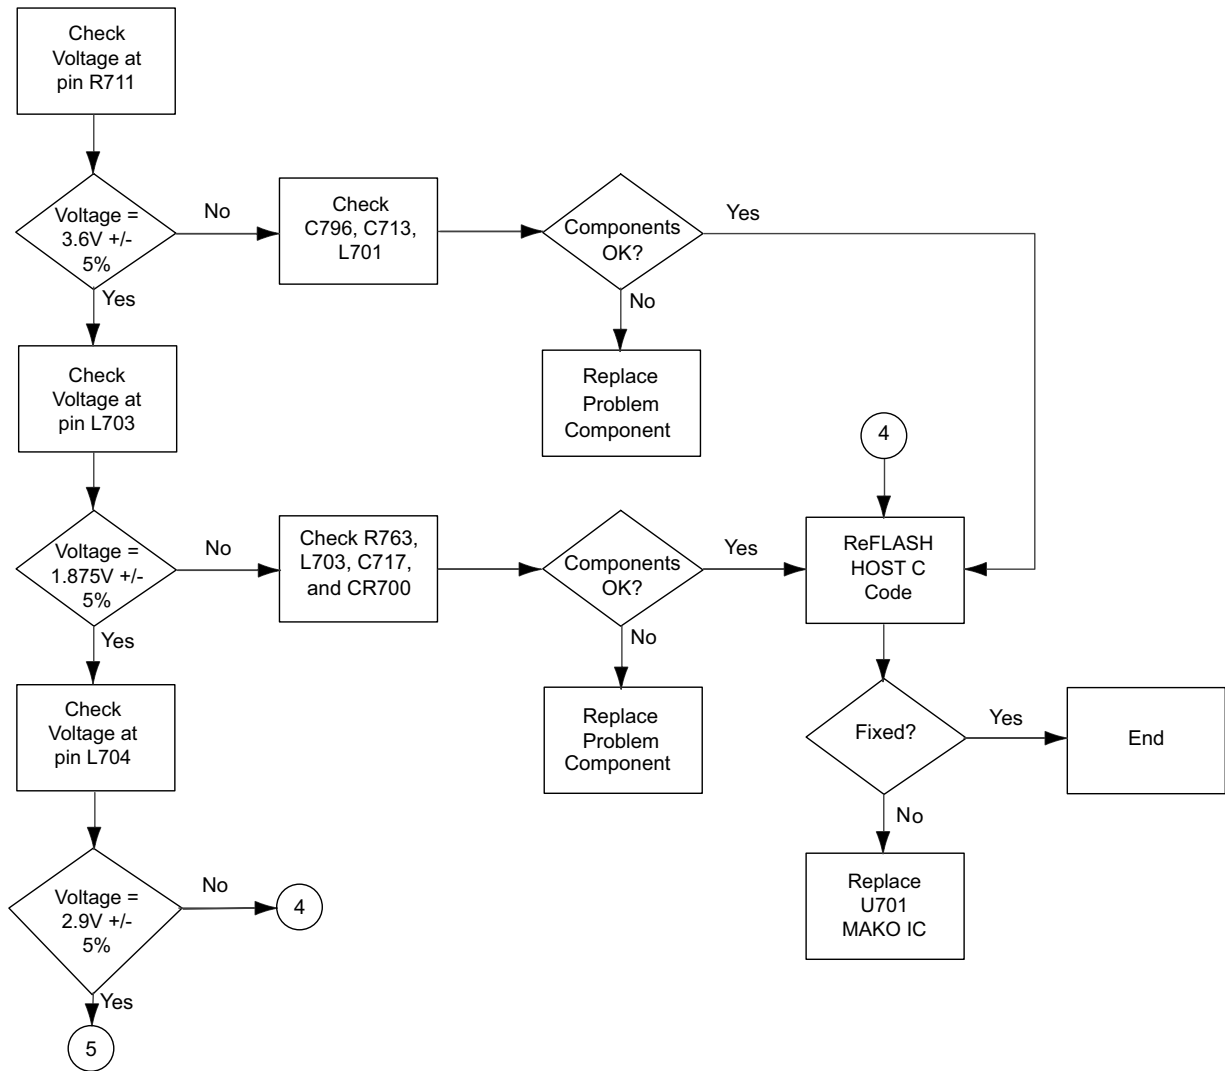 Check
Voltage at
pin R711
Voltage =
3.6V +/-
5%
No
Check
C796, C713,
L701
Components
OK?
Yes
Yes
No
Check
Voltage at
pin L703
Replace
Problem
Component
4
Voltage =
1.875V +/-
5%
No
Check R763,
L703, C717,
and CR700
Components
OK?
Yes
ReFLASH
HOST C
Code
Yes
No
Check
Voltage at
pin L704
Replace
Problem
Component
Fixed?
Yes
End
No
Voltage =
2.9V +/-
5%
No
4
Replace
U701
MAKO IC
Yes
5